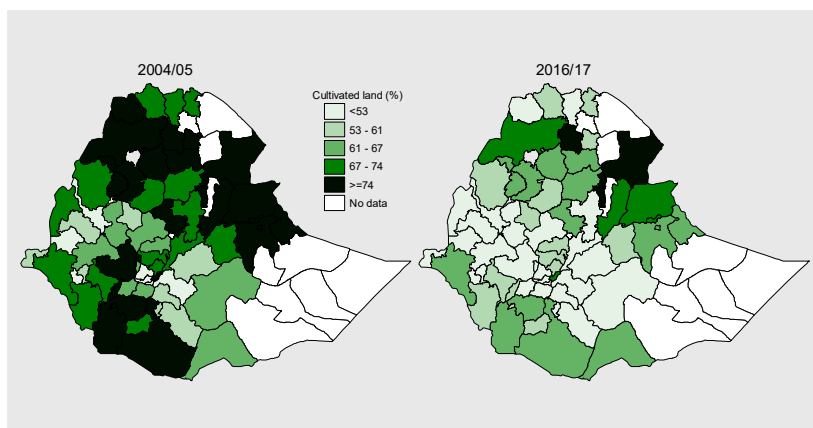 2004/05
2016/17
Cultivated land (%)
<53
53 - 61
61 - 67
67 - 74
>=74
No data